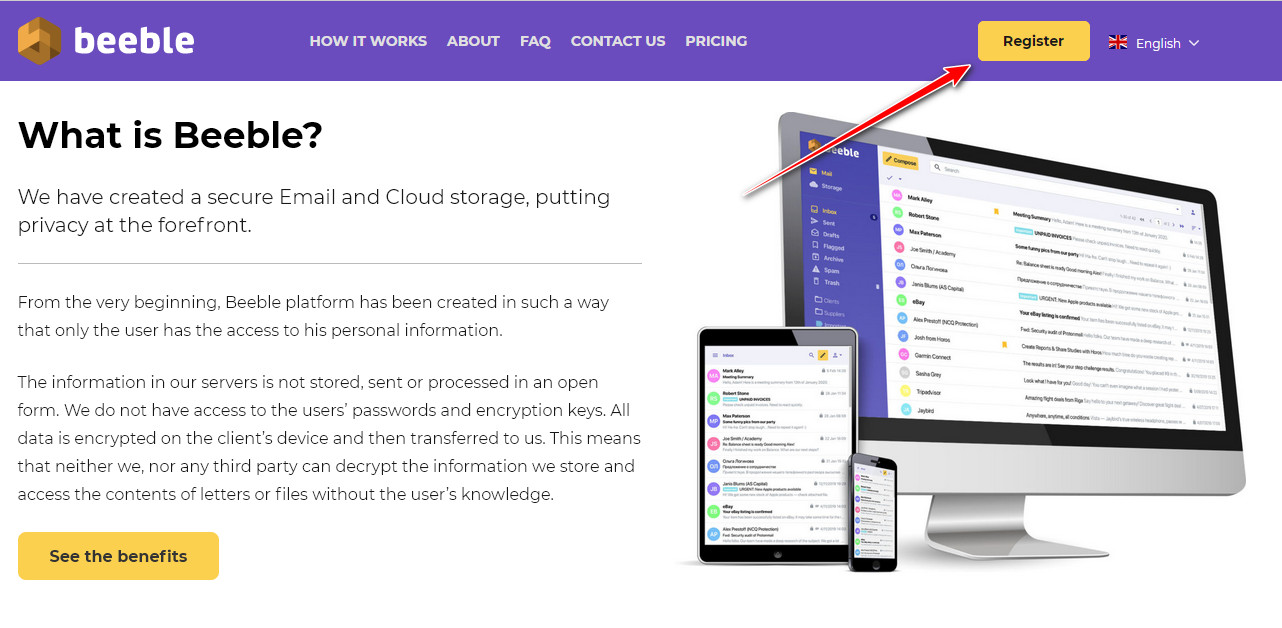 beeble
HOW IT WORKS ABOUT FAQ CONTACT US PRICING
Register
English
What is Beeble?
We have created a secure Email and Cloud storage, putting
privacy at the forefront.
From the very beginning, Beeble platform has been created in such a way
that only the user has the access to his personal information.
The information in our servers is not stored, sent or processed in an open
form. We do not have access to the users’ passwords and encryption keys. All
data is encrypted on the client’s device and then transferred to us. This means
that neither we, nor any third party can decrypt the information we store and
access the contents of letters or files without the user’s knowledge.
See the benefits
beeble
Compose
Search
Mail
Storage
Inbox
Sent
Drafts
Flagged
Archive
Spam
Trash
Clients
Suppliers
Mark Alley
Meeting Summary
Robert Stone
UNPAID INVOICES
Max Paterson
Some funny pics from our party
Joe Smith / Academy
Re: Balance sheet is ready
Ольга Логинова
Предложение о сотрудничестве
Janis Blums (AS Capital)
URGENT: New Apple products available
eBay
Your eBay listing is confirmed
Alex Prestoff (NCQ Protection)
Fwd: Security audit of Protonmail
Josh from Horos
Create Reports & Share Studies with Horos
Garmin Connect
The results are in! See your step challenge results.
Sasha Grey
Look what I have for you!
Tripadvisor
Amazing flight deals from Riga
Jaybird
Anywhere, anytime, all conditions
Inbox
Mark Alley
Meeting Summary
Robert Stone
UNPAID INVOICES
Max Paterson
Some funny pics from our party
Joe Smith / Academy
Re: Balance sheet is ready
Ольга Логинова
Предложение о сотрудничестве
Janis Blums (AS Capital)
URGENT: New Apple products available
eBay
Your eBay listing is confirmed
Alex Prestoff (NCQ Protection)
Fwd: Security audit of Protonmail